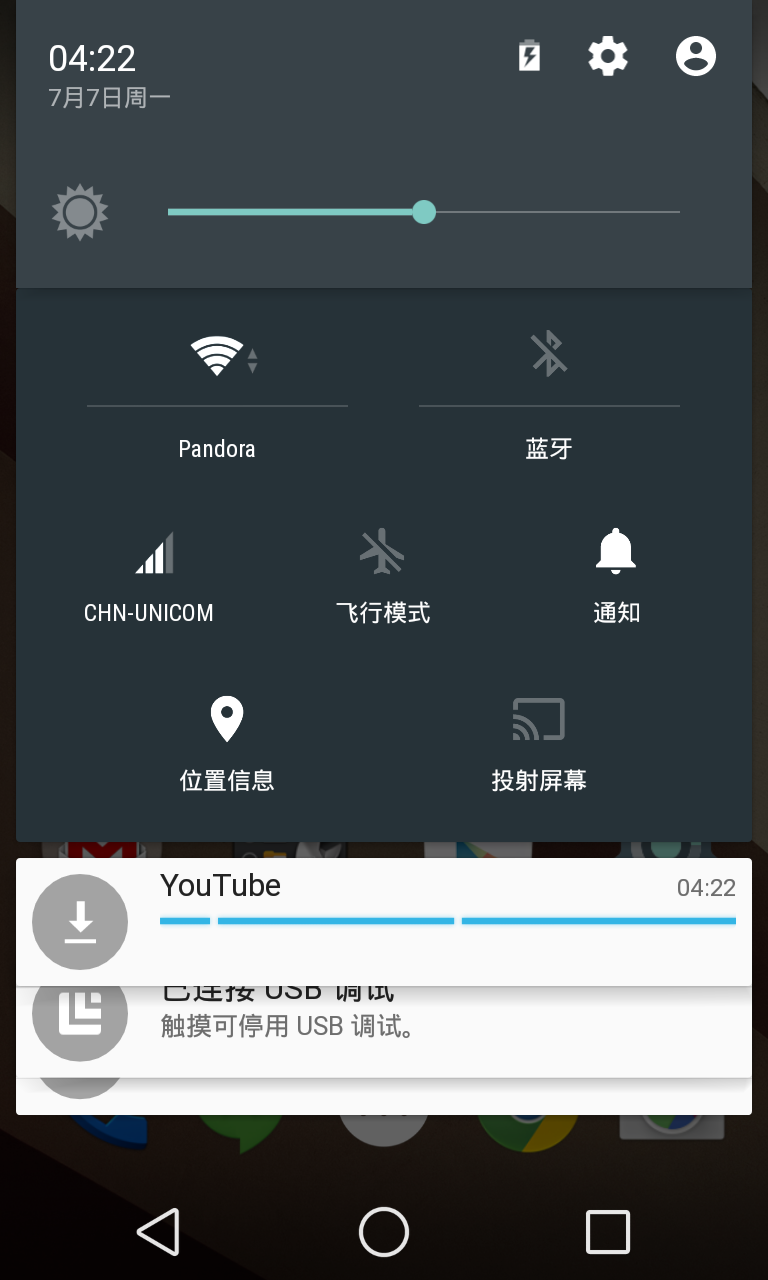 04:22
7月7日周一
Pandora
蓝牙
CHN-UNICOM
飞行模式
通知
位置信息
投射屏幕
YouTube
04:22
已连接 USB 调试
触摸可停用 USB 调试。